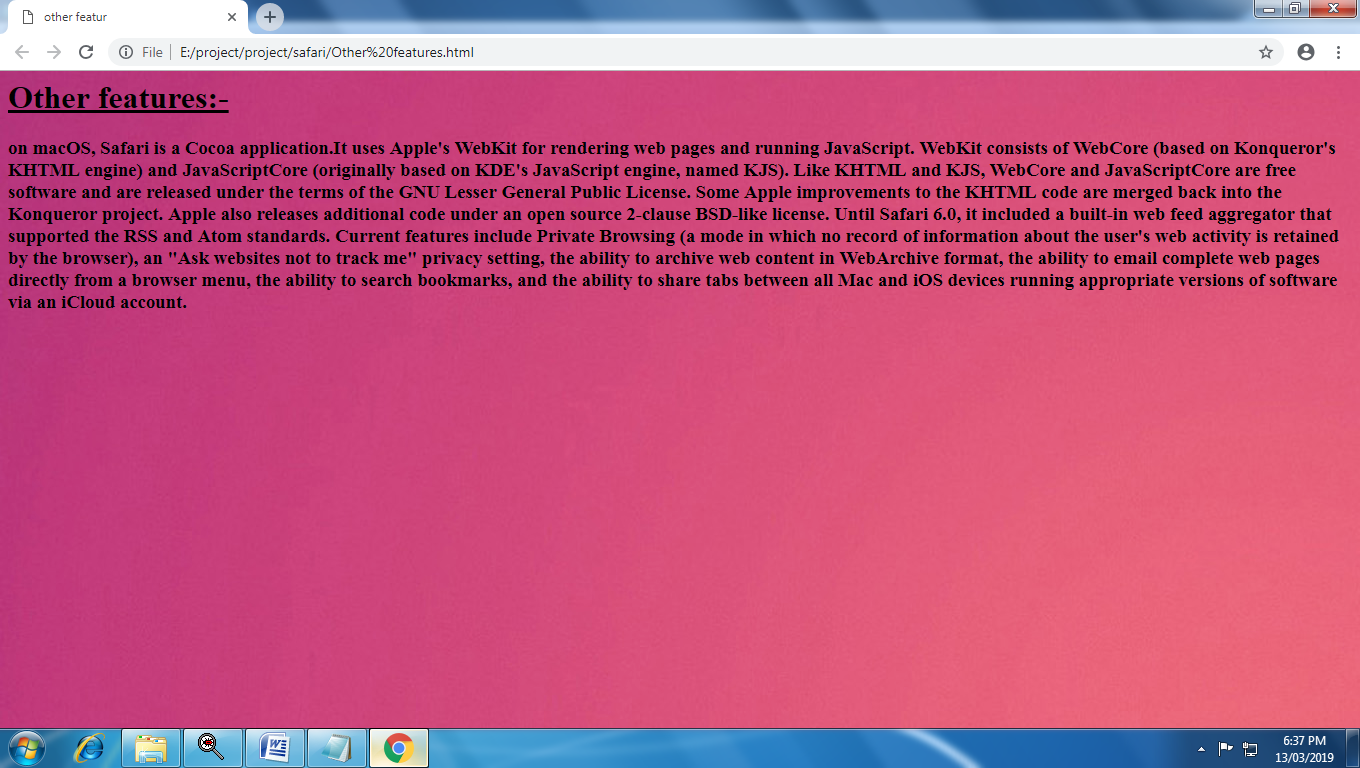 other featur
File
E:/project/project/safari/Other%20features.html
Other features:-
on macOS, Safari is a Cocoa application.It uses Apple's WebKit for rendering web pages and running JavaScript. WebKit consists of WebCore (based on Konqueror's
KHTML engine) and JavaScriptCore (originally based on KDE's JavaScript engine, named KJS). Like KHTML and KJS, WebCore and JavaScriptCore are free
software and are released under the terms of the GNU Lesser General Public License. Some Apple improvements to the KHTML code are merged back into the
Konqueror project. Apple also releases additional code under an open source 2-clause BSD-like license. Until Safari 6.0, it included a built-in web feed aggregator that
supported the RSS and Atom standards. Current features include Private Browsing (a mode in which no record of information about the user's web activity is retained
by the browser), an "Ask websites not to track me" privacy setting, the ability to archive web content in WebArchive format, the ability to email complete web pages
directly from a browser menu, the ability to search bookmarks, and the ability to share tabs between all Mac and iOS devices running appropriate versions of software
via an iCloud account.
6:37 PM
13/03/2019